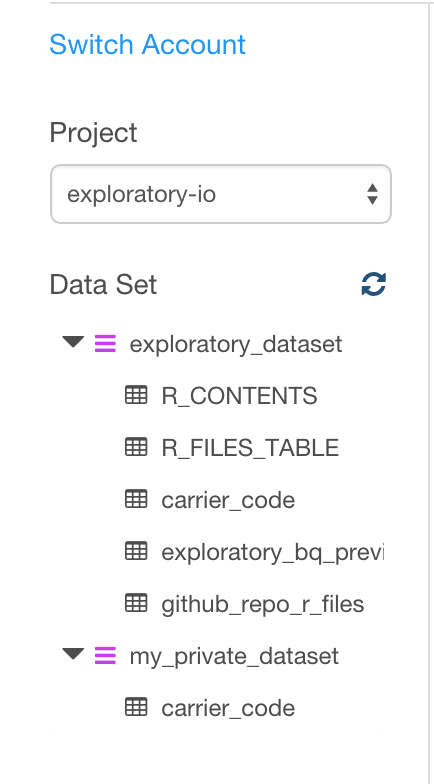 Switch Account
Project
exploratory-io
Data Set
exploratory_dataset
R_CONTENTS
R_FILES_TABLE
carrier_code
exploratory_bq_previ
github_repo_r_files
my_private_dataset
carrier_code